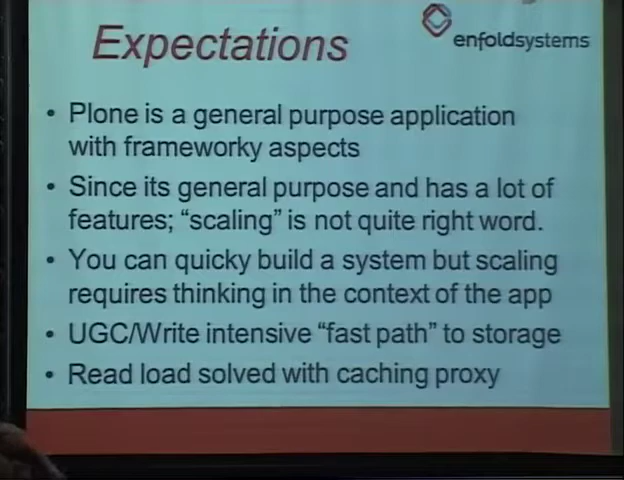 Expectations
enfoldsystems
• Plone is a general purpose application
with frameworky aspects
• Since its general purpose and has a lot of
features; “scaling” is not quite right word.
• You can quicky build a system but scaling
requires thinking in the context of the app
• UGC/Write intensive “fast path” to storage
• Read load solved with caching proxy